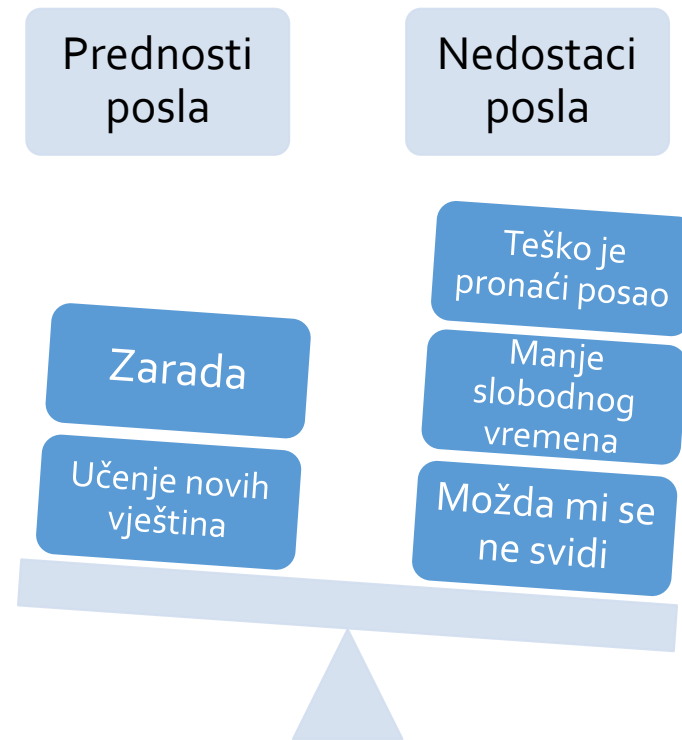 Prednosti
posla
Nedostaci
posla
Zarada
Učenje novih
vještina
Teško je
pronaći posao
Manje
slobodnog
vremena
Možda mi se
ne svidi